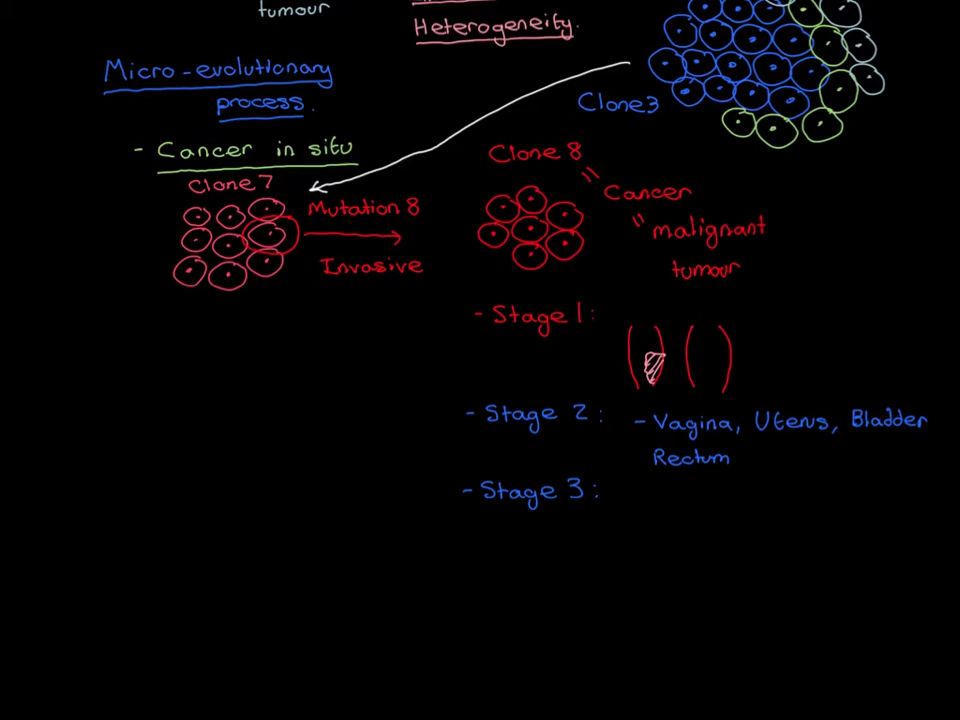 tumour
Heterogeneity.
Micro-evolutionary
process.
Clone3
- Cancer in situ
Clone 8
Clone 7
Cancer
Mutation 8
malignant
Invasive
tumour
- Stage 1:
- Stage 2: - Vagina, Uterus, Bladder
Rectum
- Stage 3: